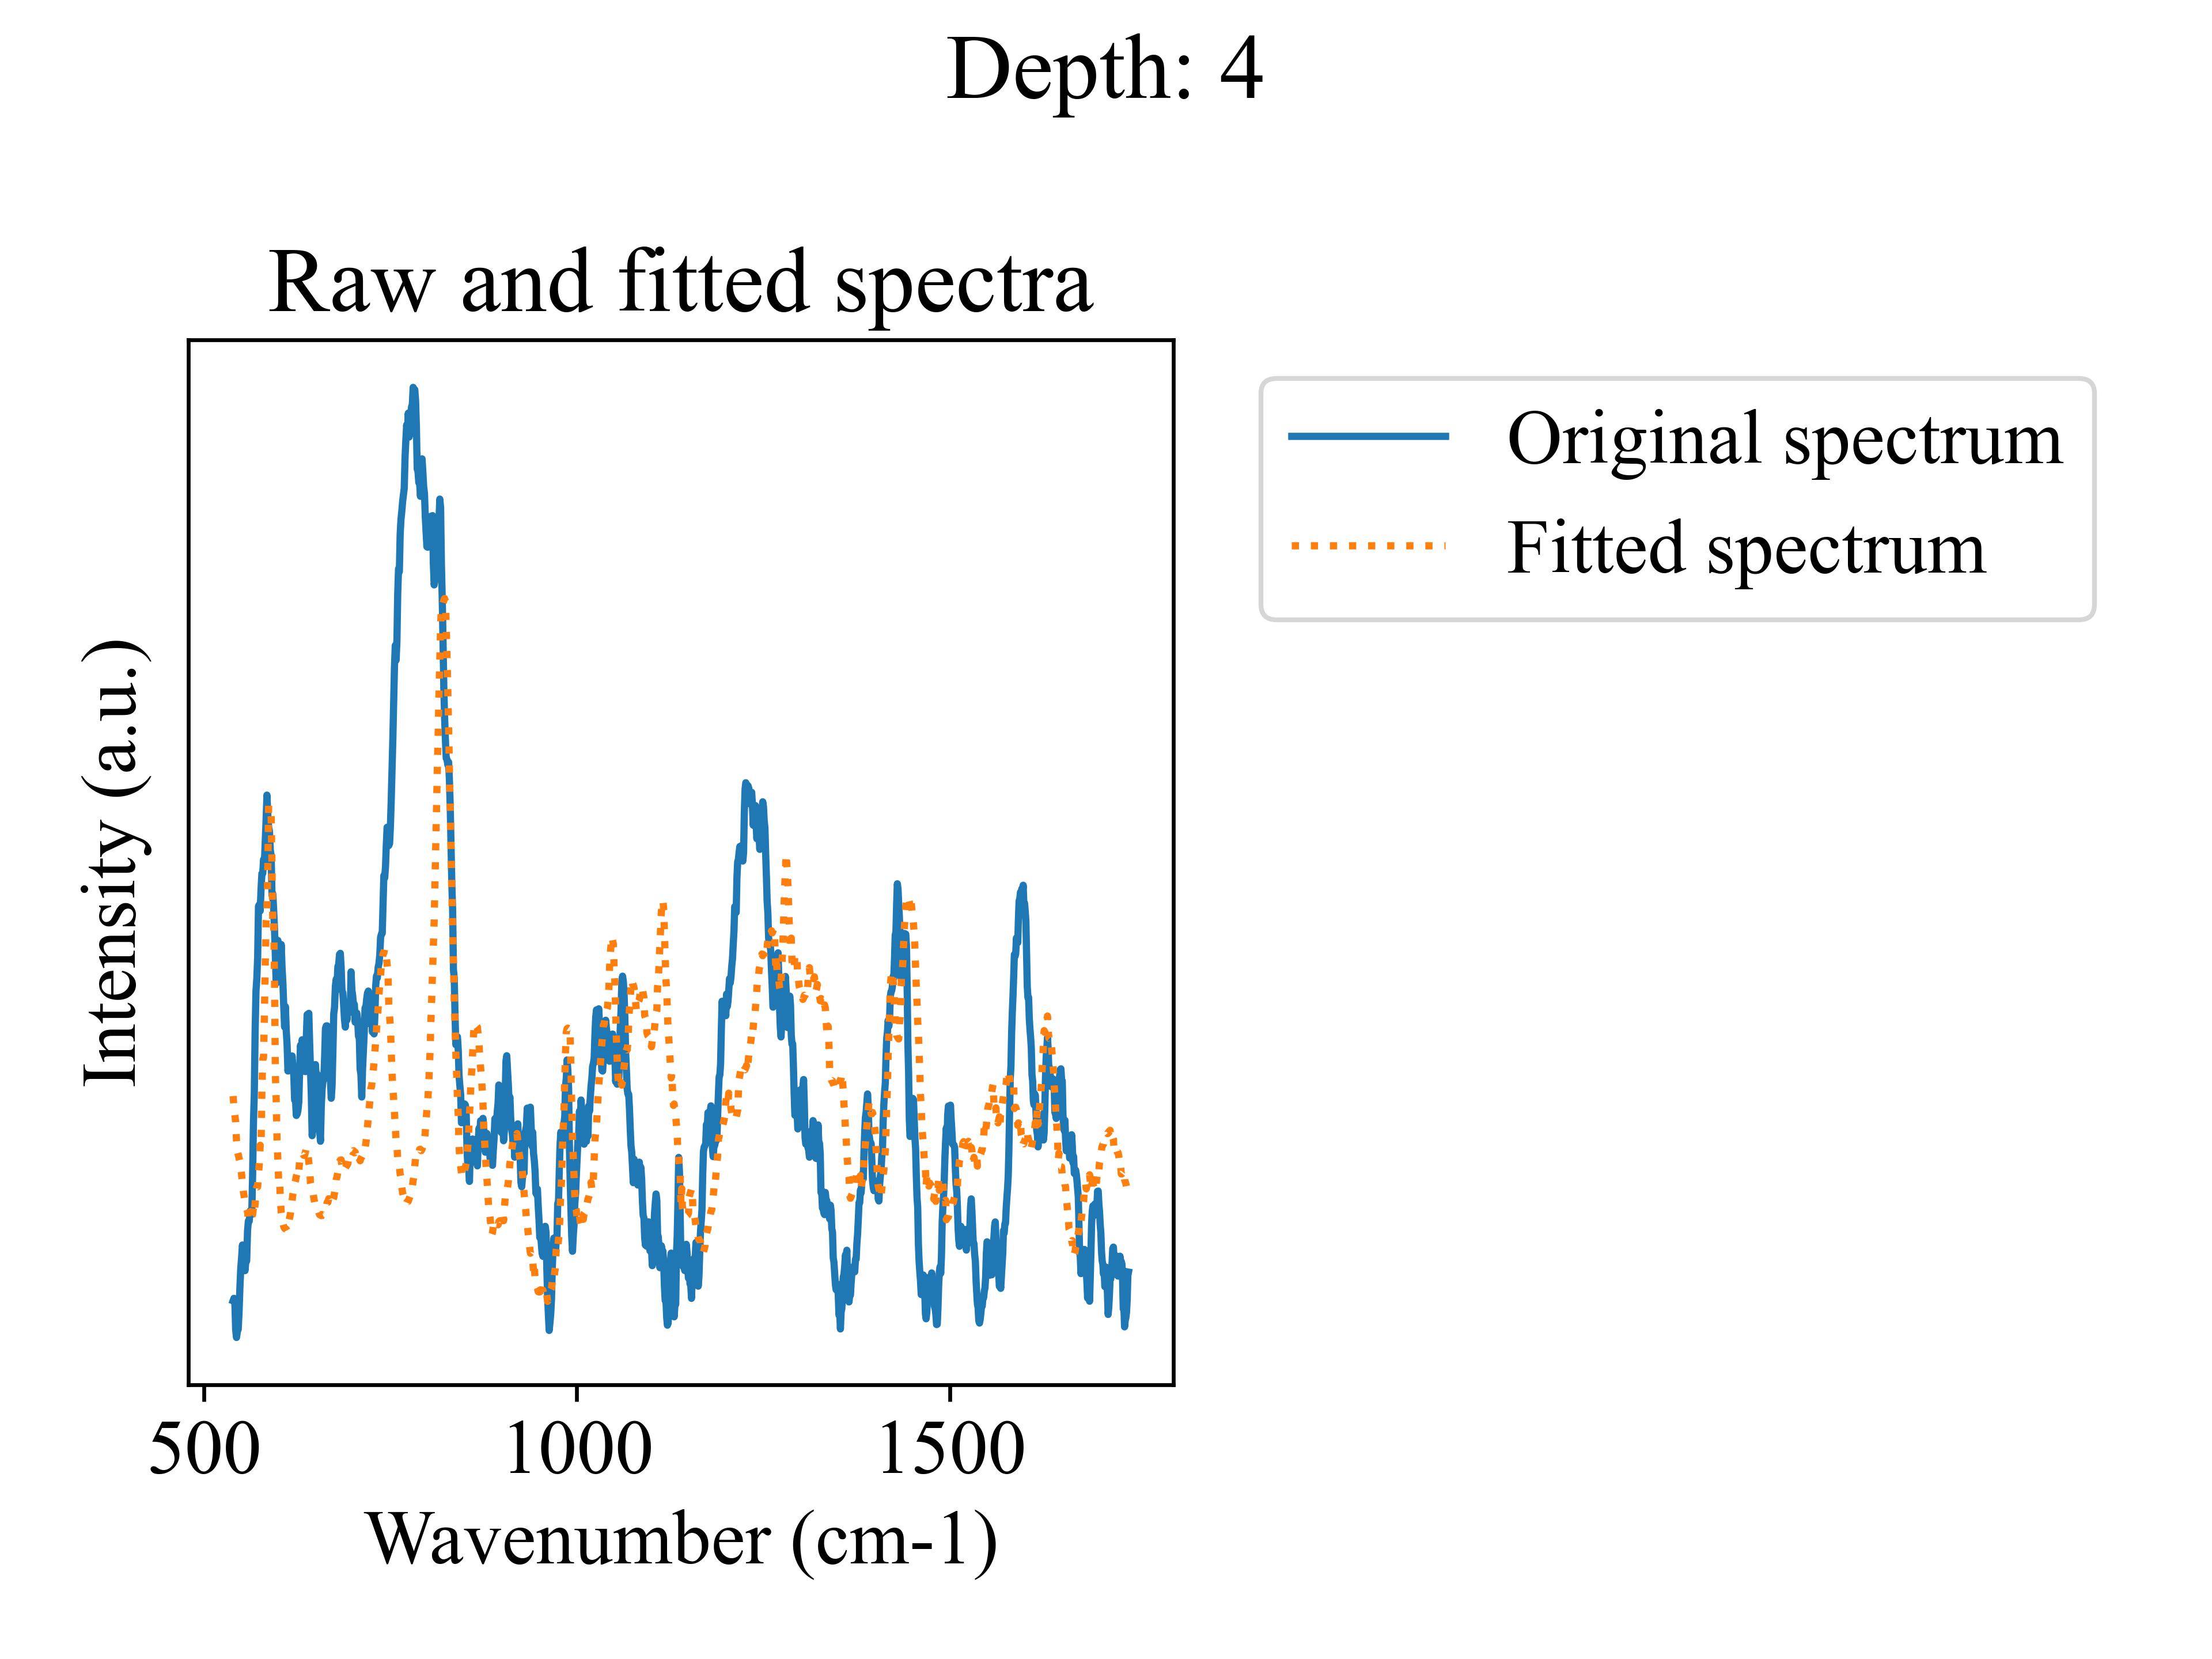 Depth: 4
Raw and fitted spectra
Original spectrum
Fitted spectrum
Intensity (a.u.)
500 1000 1500
Wavenumber (cm-1)